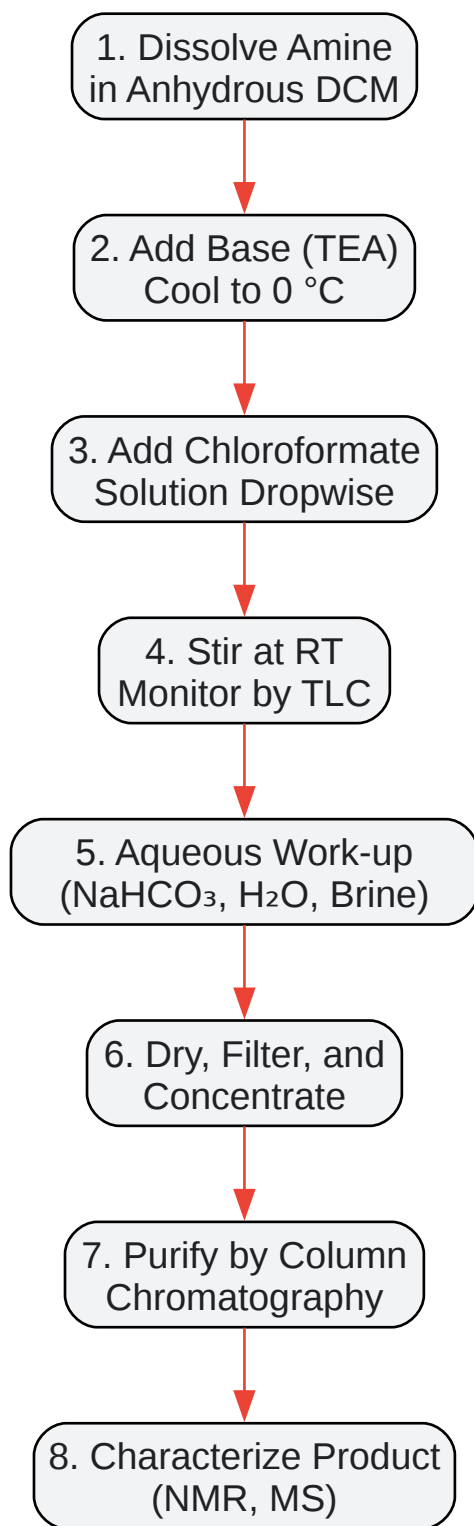 1. Dissolve Amine
in Anhydrous DCM
2. Add Base (TEA)
Cool to 0 °C
3. Add Chloroformate
Solution Dropwise
4. Stir at RT
Monitor by TLC
5. Aqueous Work-up
(NaHCO₃, H₂O, Brine)
6. Dry, Filter, and
Concentrate
7. Purify by Column
Chromatography
8. Characterize Product
(NMR, MS)